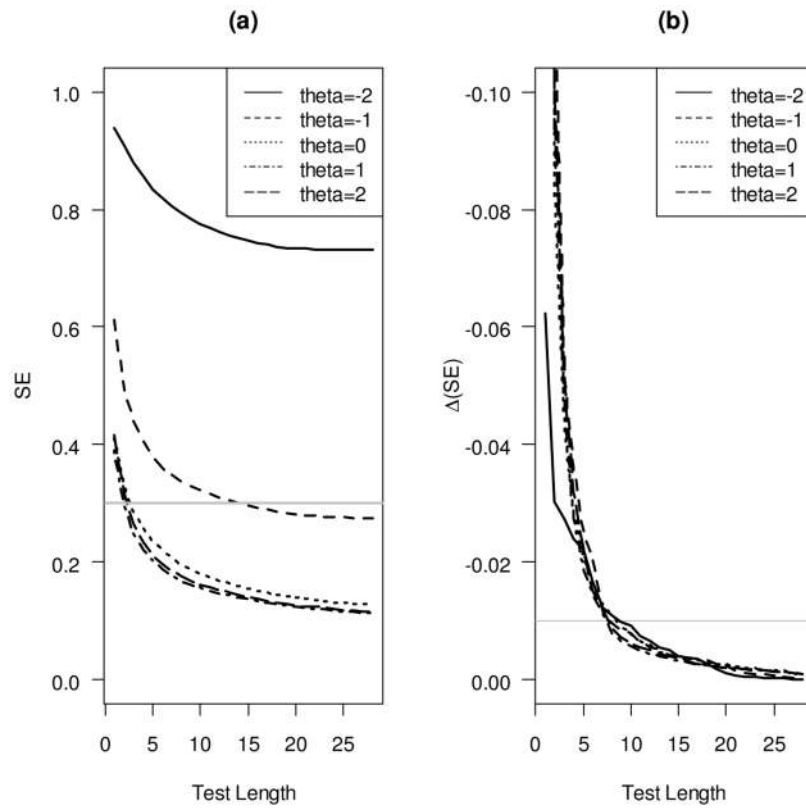 (a)
SE
1.0
0.8
0.6
0.4
0.2
0.0
theta=-2
theta=-1
theta=0
theta=1
theta=2
0 5 10 15 20 25
Test Length
(b)
Δ(SE)
-0.10
-0.08
-0.06
-0.04
-0.02
0.00
theta=-2
theta=-1
theta=0
theta=1
theta=2
0 5 10 15 20 25
Test Length